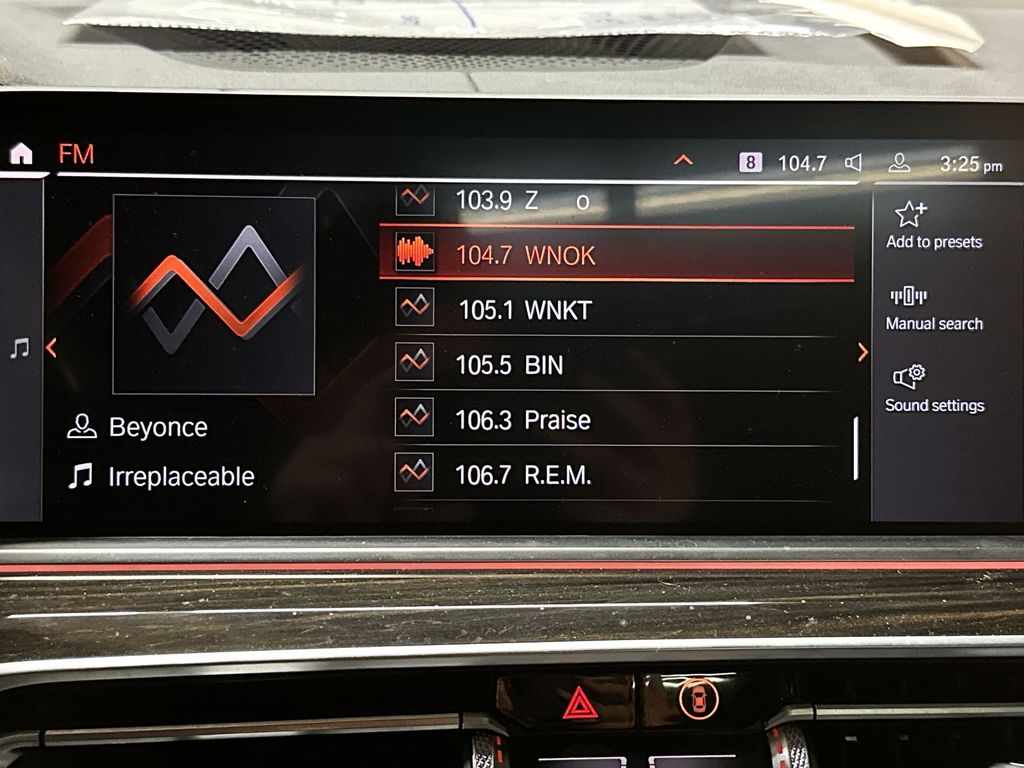 FM
8 104.7 3:25 pm
103.9 Z o
104.7 WNOK
105.1 WNKT
105.5 BIN
106.3 Praise
106.7 R.E.M.
Beyonce
Irreplaceable
Add to presets
Manual search
Sound settings